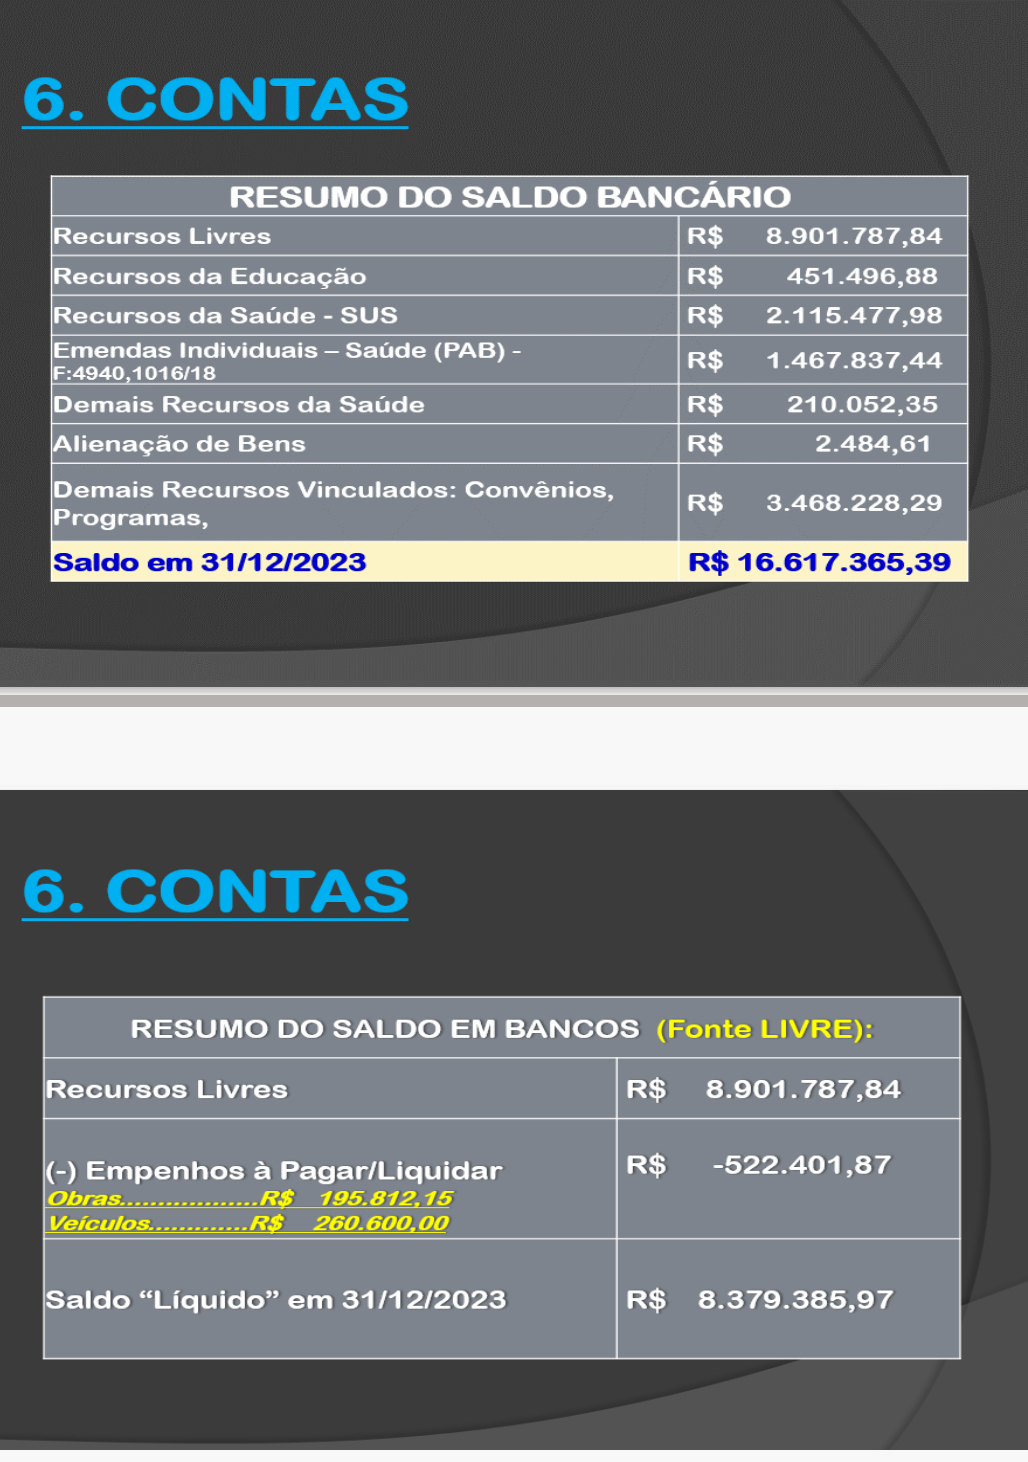 6. CONTAS
RESUMO DO SALDO BANCÁRIO
Recursos Livres R$ 8.901.787,84
Recursos da Educação R$ 451.496,88
Recursos da Saúde - SUS R$ 2.115.477,98
Emendas Individuais – Saúde (PAB) -
F:4940,1016/18 R$ 1.467.837,44
Demais Recursos da Saúde R$ 210.052,35
Alienação de Bens R$ 2.484,61
Demais Recursos Vinculados: Convênios,
Programas, R$ 3.468.228,29
Saldo em 31/12/2023 R$ 16.617.365,39
6. CONTAS
RESUMO DO SALDO EM BANCOS (Fonte LIVRE):
Recursos Livres R$ 8.901.787,84
(-) Empenhos à Pagar/Liquidar R$ -522.401,87
Obras..................R$ 195.812,15
Veículos.............R$ 260.600,00
Saldo “Líquido” em 31/12/2023 R$ 8.379.385,97